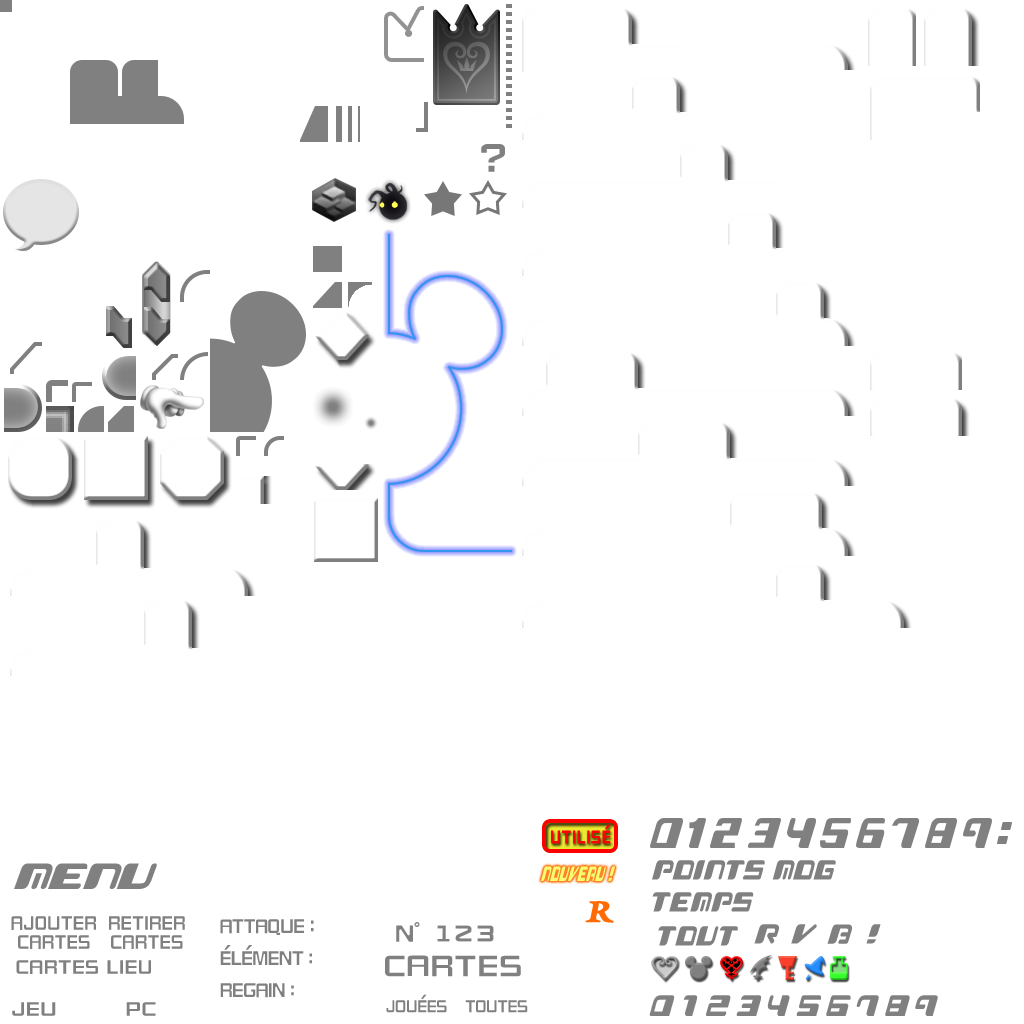 ?
UTILISÉ
0123456789:
NOUVEAU !
POINTS MDG
MENU
TEMPS
R
AJOUTER CARTES
RETIRER CARTES
ATTAQUE :
N° 123
TOUT R V B !
CARTES LIEU
ÉLÉMENT :
CARTES
REGAIN :
JEU
PC
JOUÉES
TOUTES
0123456789